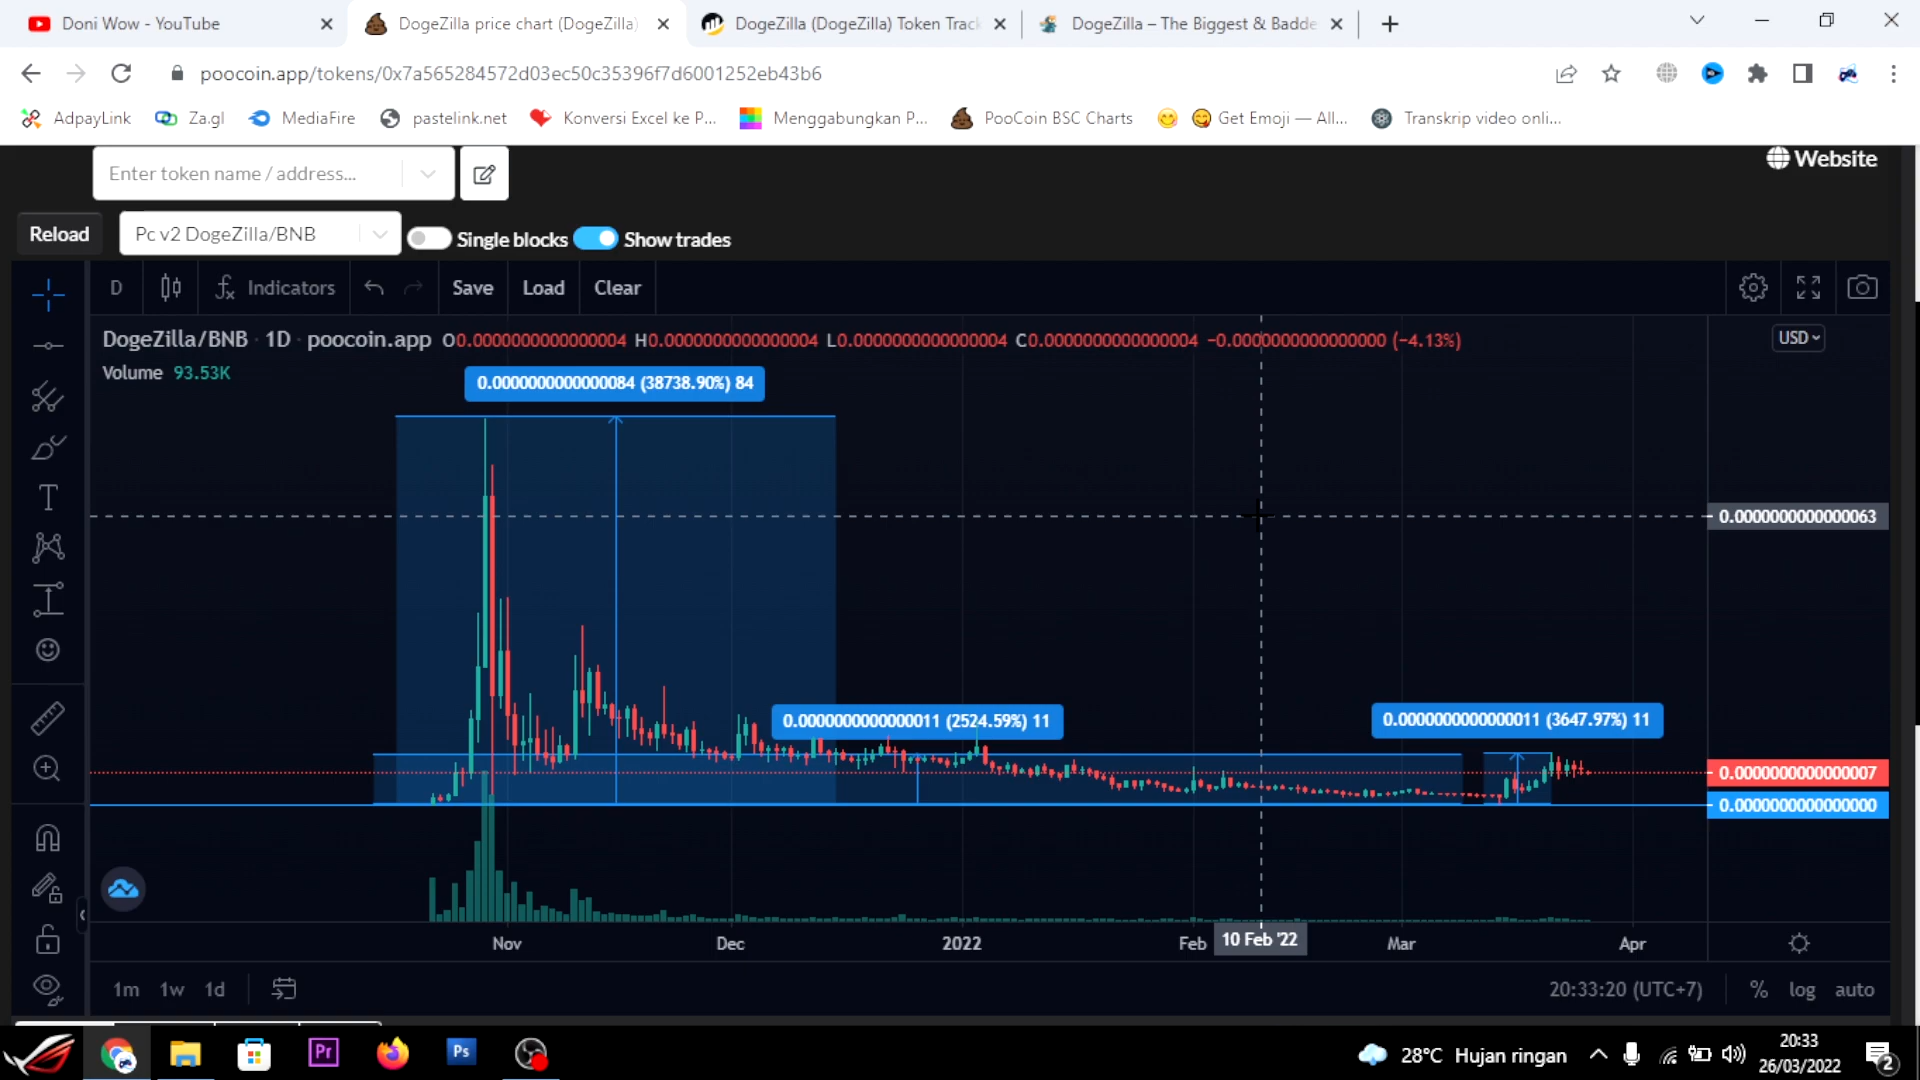 Doni Wow - YouTube
DogeZilla price chart (DogeZilla)
DogeZilla (DogeZilla) Token Track
DogeZilla – The Biggest & Badde
poocoin.app/tokens/0x7a565284572d03ec50c35396f7d6001252eb43b6
AdpayLink
Za.gl
MediaFire
pastelink.net
Konversi Excel ke P...
Menggabungkan P...
PooCoin BSC Charts
Get Emoji — All...
Transkrip video onli...
Enter token name / address...
Website
Reload
Pc v2 DogeZilla/BNB
Single blocks
Show trades
D
Indicators
Save
Load
Clear
DogeZilla/BNB · 1D · poocoin.app O0.0000000000000004 H0.0000000000000004 L0.0000000000000004 C0.0000000000000004 −0.0000000000000000 (−4.13%)
USD
Volume 93.53K
0.0000000000000084 (38738.90%) 84
0.0000000000000063
0.0000000000000011 (2524.59%) 11
0.0000000000000011 (3647.97%) 11
0.0000000000000007
0.0000000000000000
Nov
Dec
2022
Feb
10 Feb '22
Mar
Apr
1m
1w
1d
20:33:20 (UTC+7)
%
log
auto
Pr
Ps
28°C Hujan ringan
20:33
26/03/2022
2